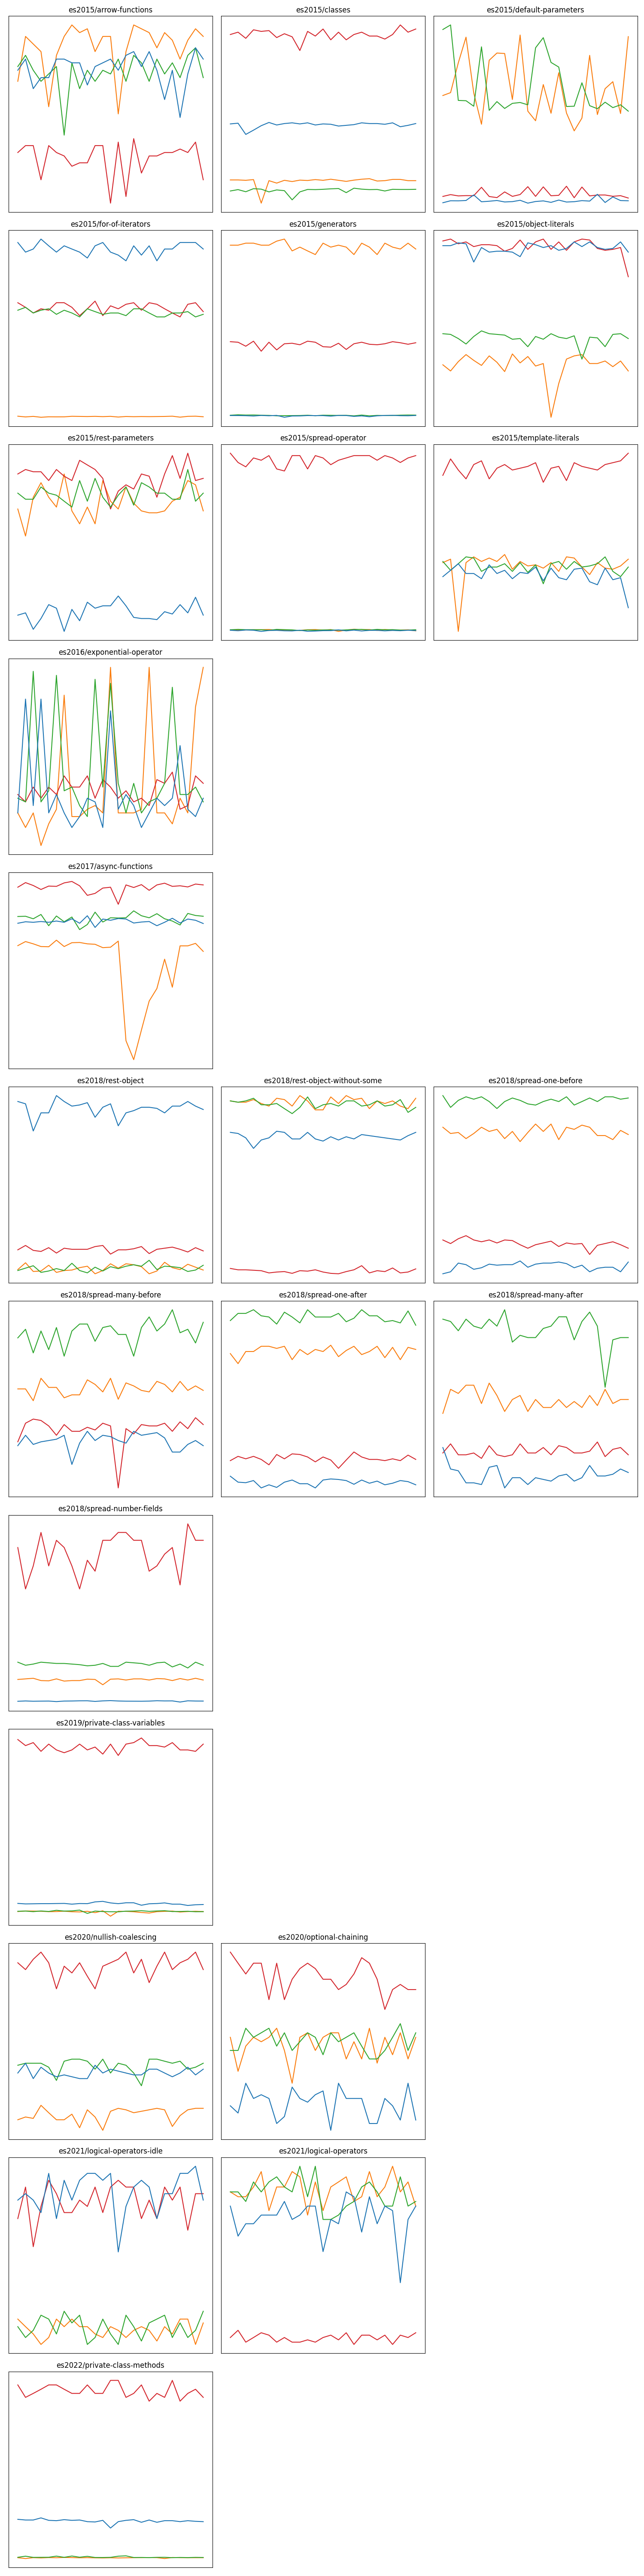 es2015/arrow-functions
es2015/classes
es2015/default-parameters
es2015/for-of-iterators
es2015/generators
es2015/object-literals
es2015/rest-parameters
es2015/spread-operator
es2015/template-literals
es2016/exponential-operator
es2017/async-functions
es2018/rest-object
es2018/rest-object-without-some
es2018/spread-one-before
es2018/spread-many-before
es2018/spread-one-after
es2018/spread-many-after
es2018/spread-number-fields
es2019/private-class-variables
es2020/nullish-coalescing
es2020/optional-chaining
es2021/logical-operators-idle
es2021/logical-operators
es2022/private-class-methods